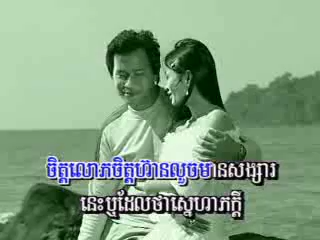 ចិត្តលោភចិត្តហ៊ានលួចមានសង្សារ
នេះឬដែលថាស្នេហាភក្ដី